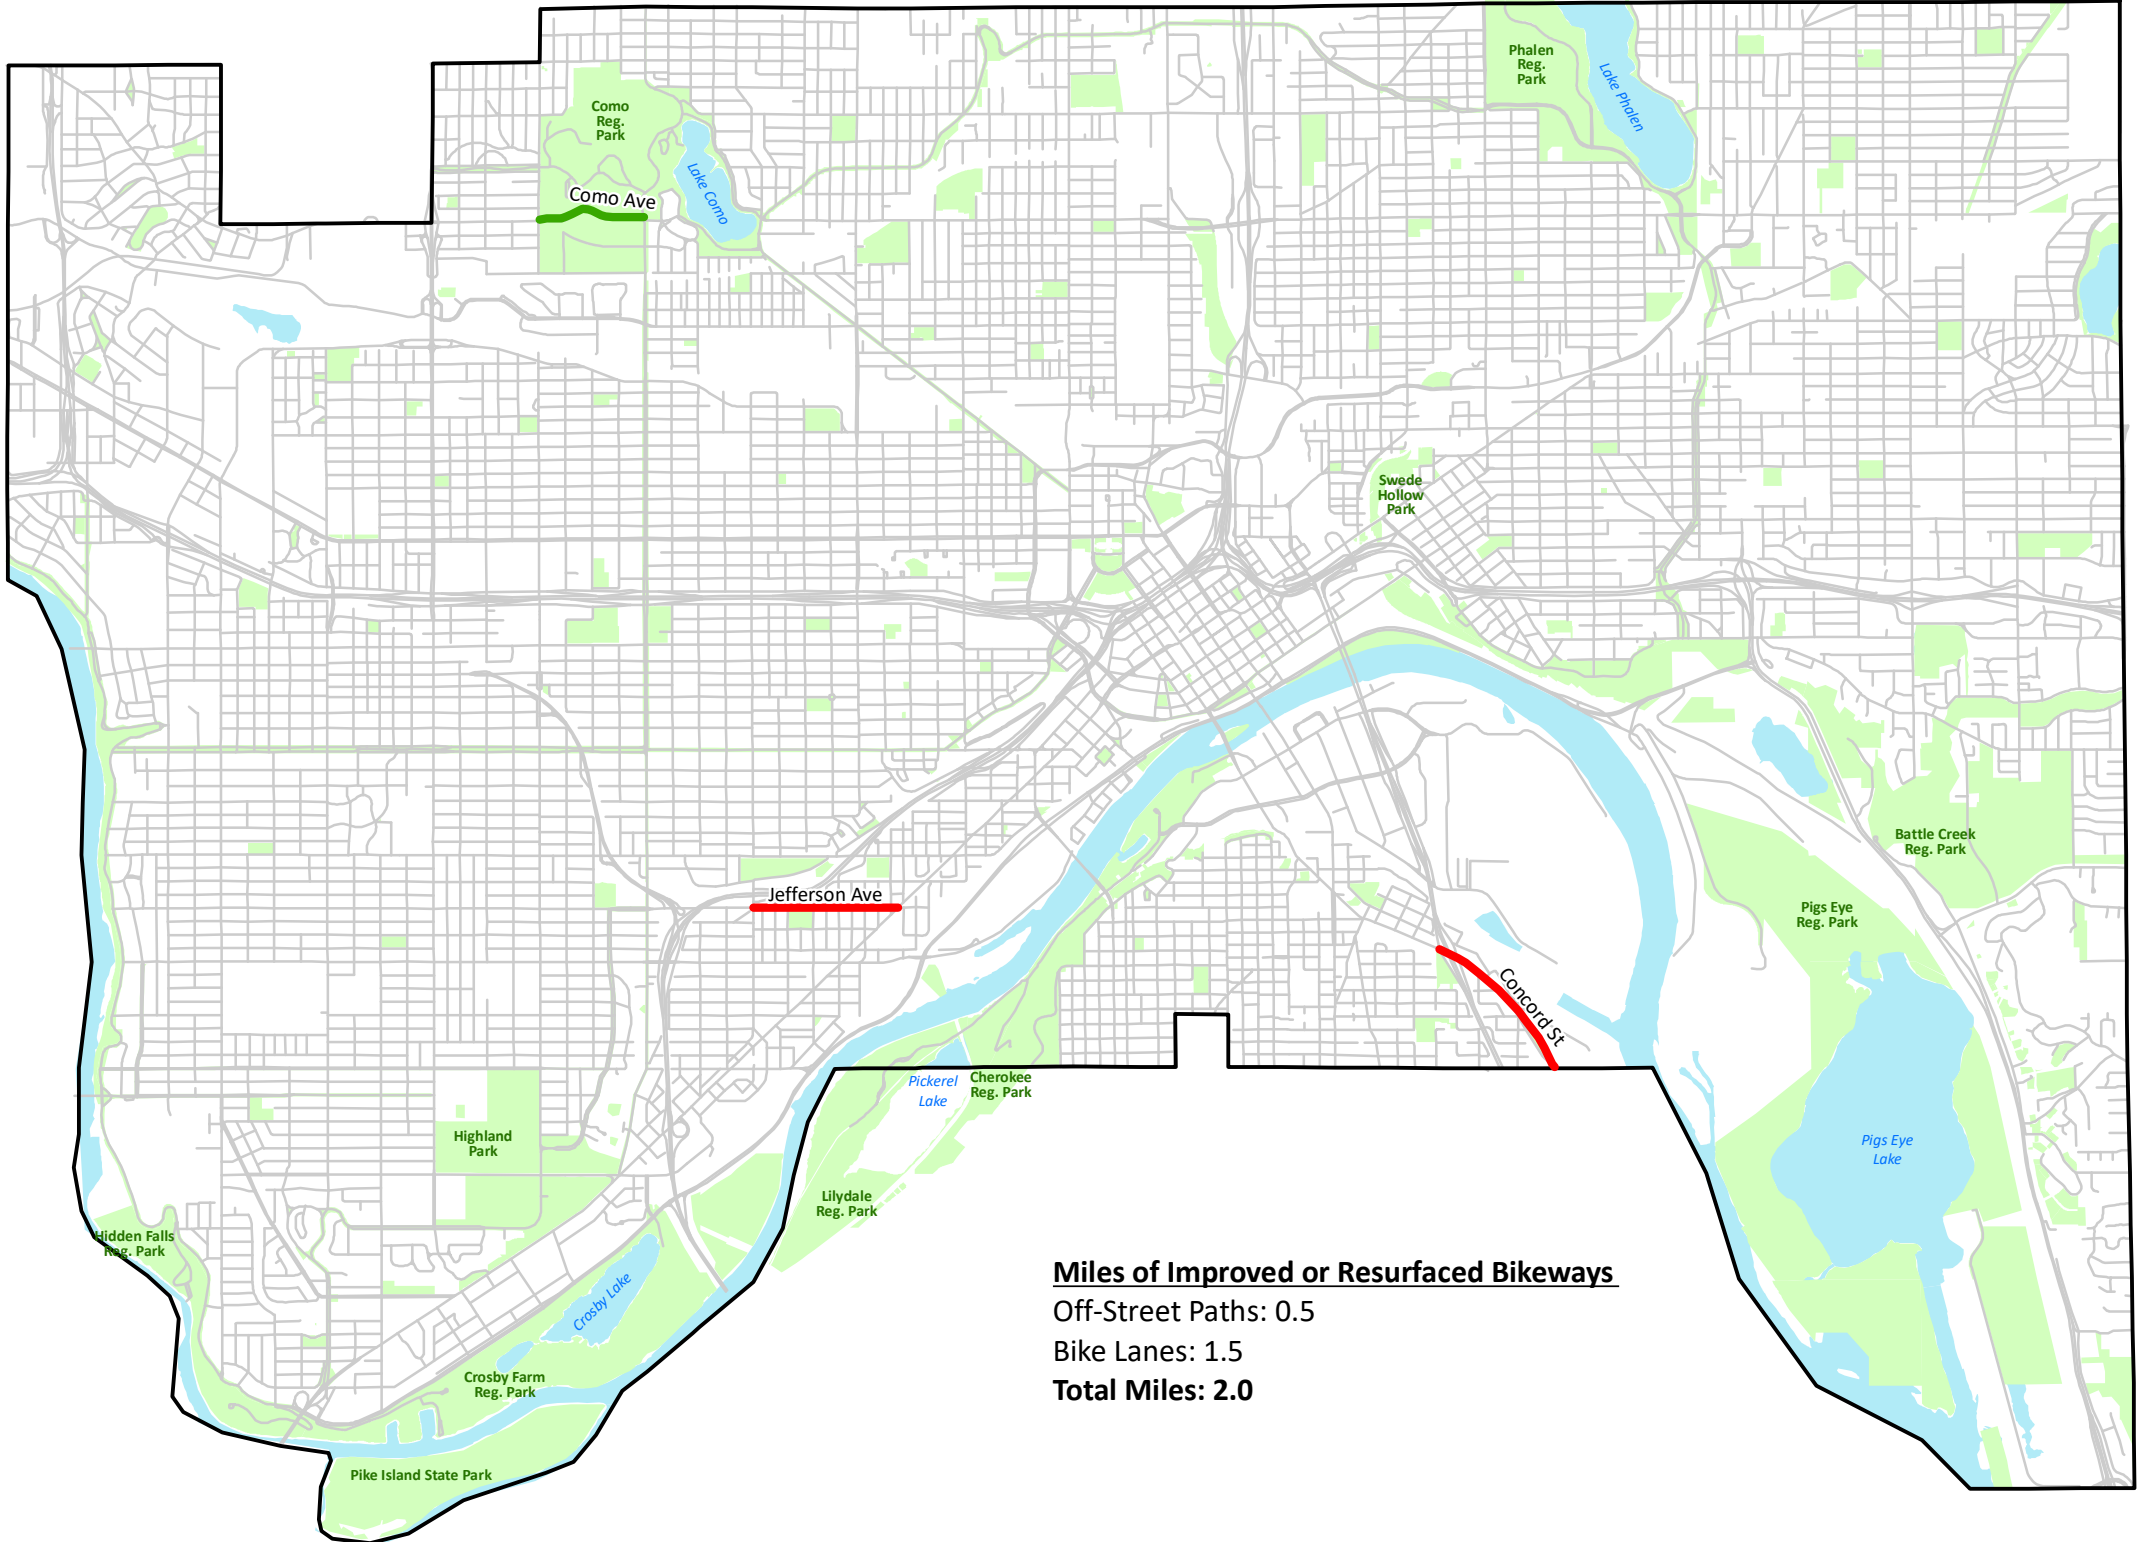 Phalen
Reg.
Park
Lake Phalen
Como
Reg.
Park
Lake Como
Como Ave
Swede
Hollow
Park
Battle Creek
Reg. Park
Jefferson Ave
Pigs Eye
Reg. Park
Concord St
Pickerel
Lake
Cherokee
Reg. Park
Highland
Park
Pigs Eye
Lake
Lilydale
Reg. Park
Hidden Falls
Reg. Park
Crosby Lake
Crosby Farm
Reg. Park
Pike Island State Park
Miles of Improved or Resurfaced Bikeways
Off-Street Paths: 0.5
Bike Lanes: 1.5
Total Miles: 2.0